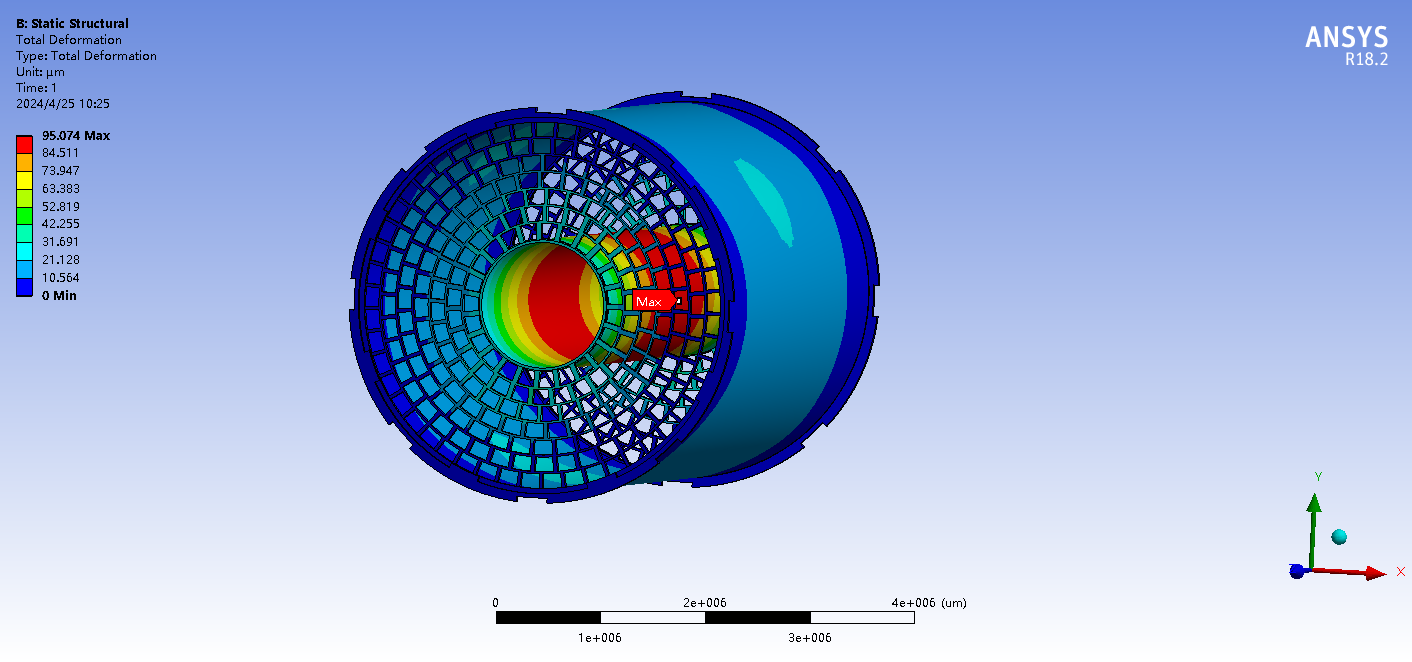 B: Static Structural
Total Deformation
Type: Total Deformation
Unit: μm
Time: 1
2024/4/25 10:25
95.074 Max
84.511
73.947
63.383
52.819
42.255
31.691
21.128
10.564
0 Min
ANSYS
R18.2
Max
Y
X
0
2e+006
4e+006 (um)
1e+006
3e+006